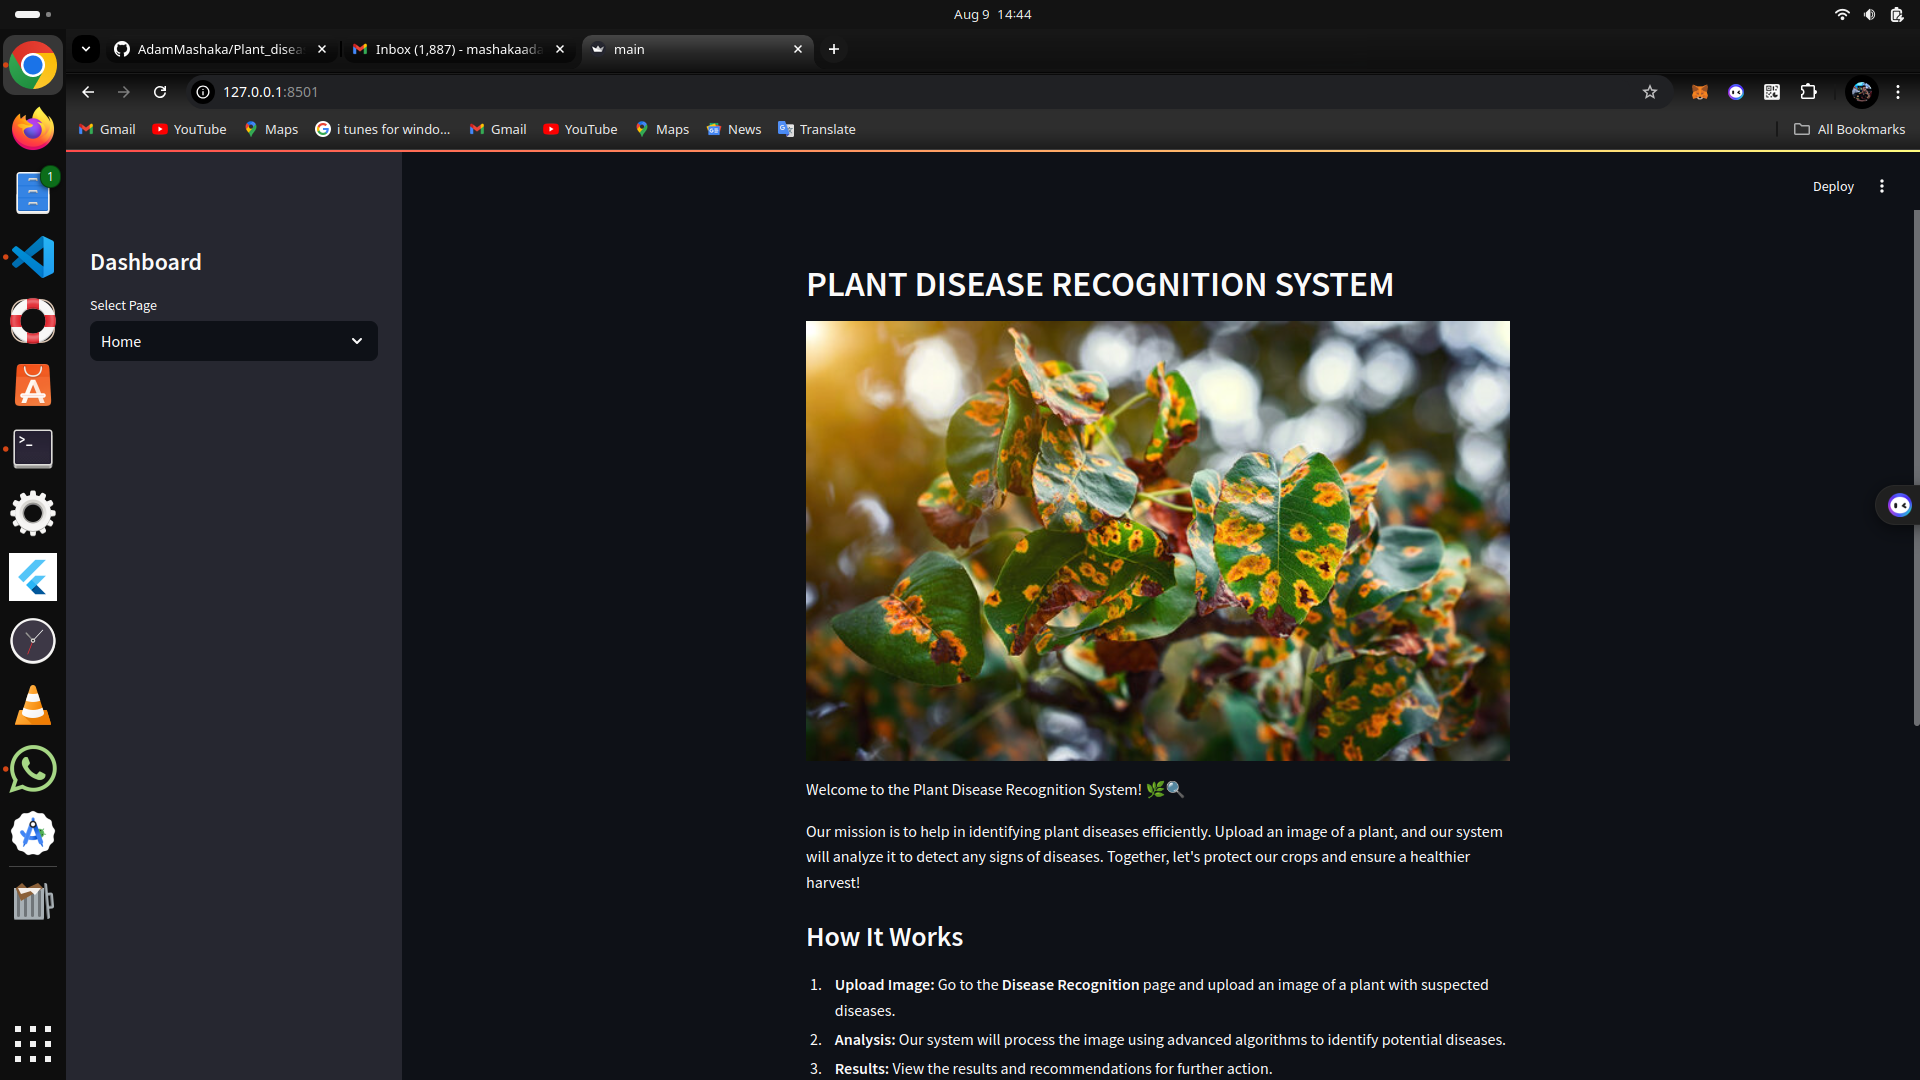 Aug 9 14:44
AdamMashaka/Plant_disea
Inbox (1,887) - mashakaada
main
127.0.0.1:8501
Gmail
YouTube
Maps
i tunes for windo...
Gmail
YouTube
Maps
News
Translate
All Bookmarks
1
Deploy
Dashboard
Select Page
Home
PLANT DISEASE RECOGNITION SYSTEM
Welcome to the Plant Disease Recognition System! 🌿🔍
Our mission is to help in identifying plant diseases efficiently. Upload an image of a plant, and our system
will analyze it to detect any signs of diseases. Together, let's protect our crops and ensure a healthier
harvest!
How It Works
1. Upload Image: Go to the Disease Recognition page and upload an image of a plant with suspected
diseases.
2. Analysis: Our system will process the image using advanced algorithms to identify potential diseases.
3. Results: View the results and recommendations for further action.